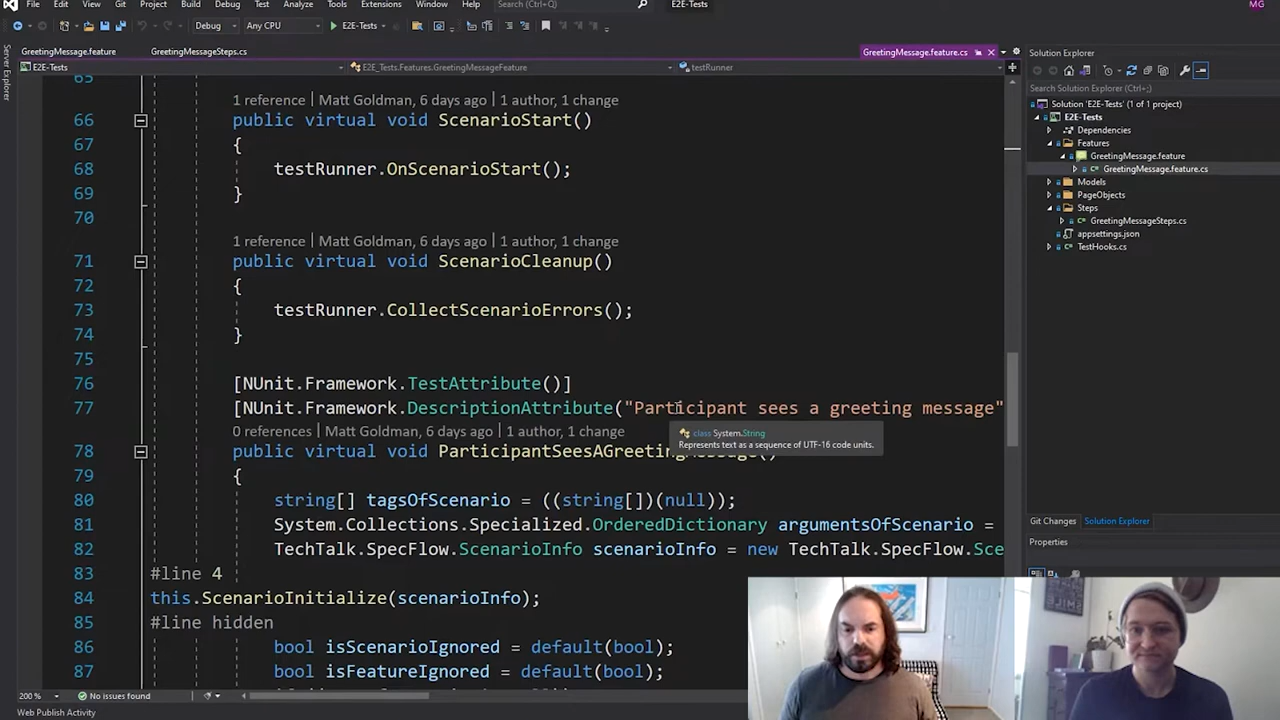 File Edit View Git Project Build Debug Test Analyze Tools Extensions Window Help Search (Ctrl+Q) E2E-Tests MG
Debug Any CPU E2E-Tests
GreetingMessage.feature GreetingMessageSteps.cs GreetingMessage.feature.cs
E2E-Tests E2E_Tests.Features.GreetingMessageFeature testRunner
Server Explorer
65
1 reference | Matt Goldman, 6 days ago | 1 author, 1 change
66 public virtual void ScenarioStart()
67 {
68 testRunner.OnScenarioStart();
69 }
70
1 reference | Matt Goldman, 6 days ago | 1 author, 1 change
71 public virtual void ScenarioCleanup()
72 {
73 testRunner.CollectScenarioErrors();
74 }
75
76 [NUnit.Framework.TestAttribute()]
77 [NUnit.Framework.DescriptionAttribute("Participant sees a greeting message"
0 references | Matt Goldman, 6 days ago | 1 author, 1 change
class System.String
Represents text as a sequence of UTF-16 code units.
78 public virtual void ParticipantSeesAGreetingMessage()
79 {
80 string[] tagsOfScenario = ((string[])(null));
81 System.Collections.Specialized.OrderedDictionary argumentsOfScenario =
82 TechTalk.SpecFlow.ScenarioInfo scenarioInfo = new TechTalk.SpecFlow.Sce
83 #line 4
84 this.ScenarioInitialize(scenarioInfo);
85 #line hidden
86 bool isScenarioIgnored = default(bool);
87 bool isFeatureIgnored = default(bool);
200 % No issues found
Web Publish Activity
Solution Explorer
Search Solution Explorer (Ctrl+;)
Solution 'E2E-Tests' (1 of 1 project)
E2E-Tests
Dependencies
Features
GreetingMessage.feature
GreetingMessage.feature.cs
Models
PageObjects
Steps
GreetingMessageSteps.cs
appsettings.json
TestHooks.cs
Git Changes Solution Explorer
Properties